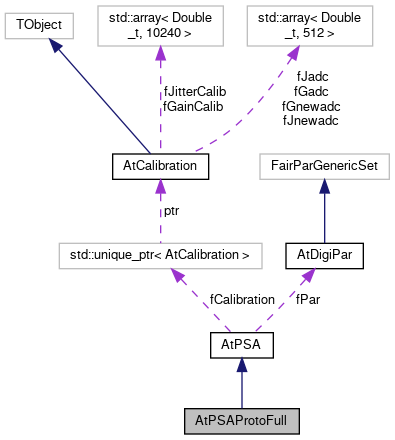 TObject
std::array< Double
_t, 10240 >
std::array< Double
_t, 512 >
fJitterCalib
fGainCalib
fJadc
fGadc
fGnewadc
fJnewadc
AtCalibration
FairParGenericSet
ptr
std::unique_ptr< AtCalibration >
AtDigiPar
fCalibration
fPar
AtPSA
AtPSAProtoFull